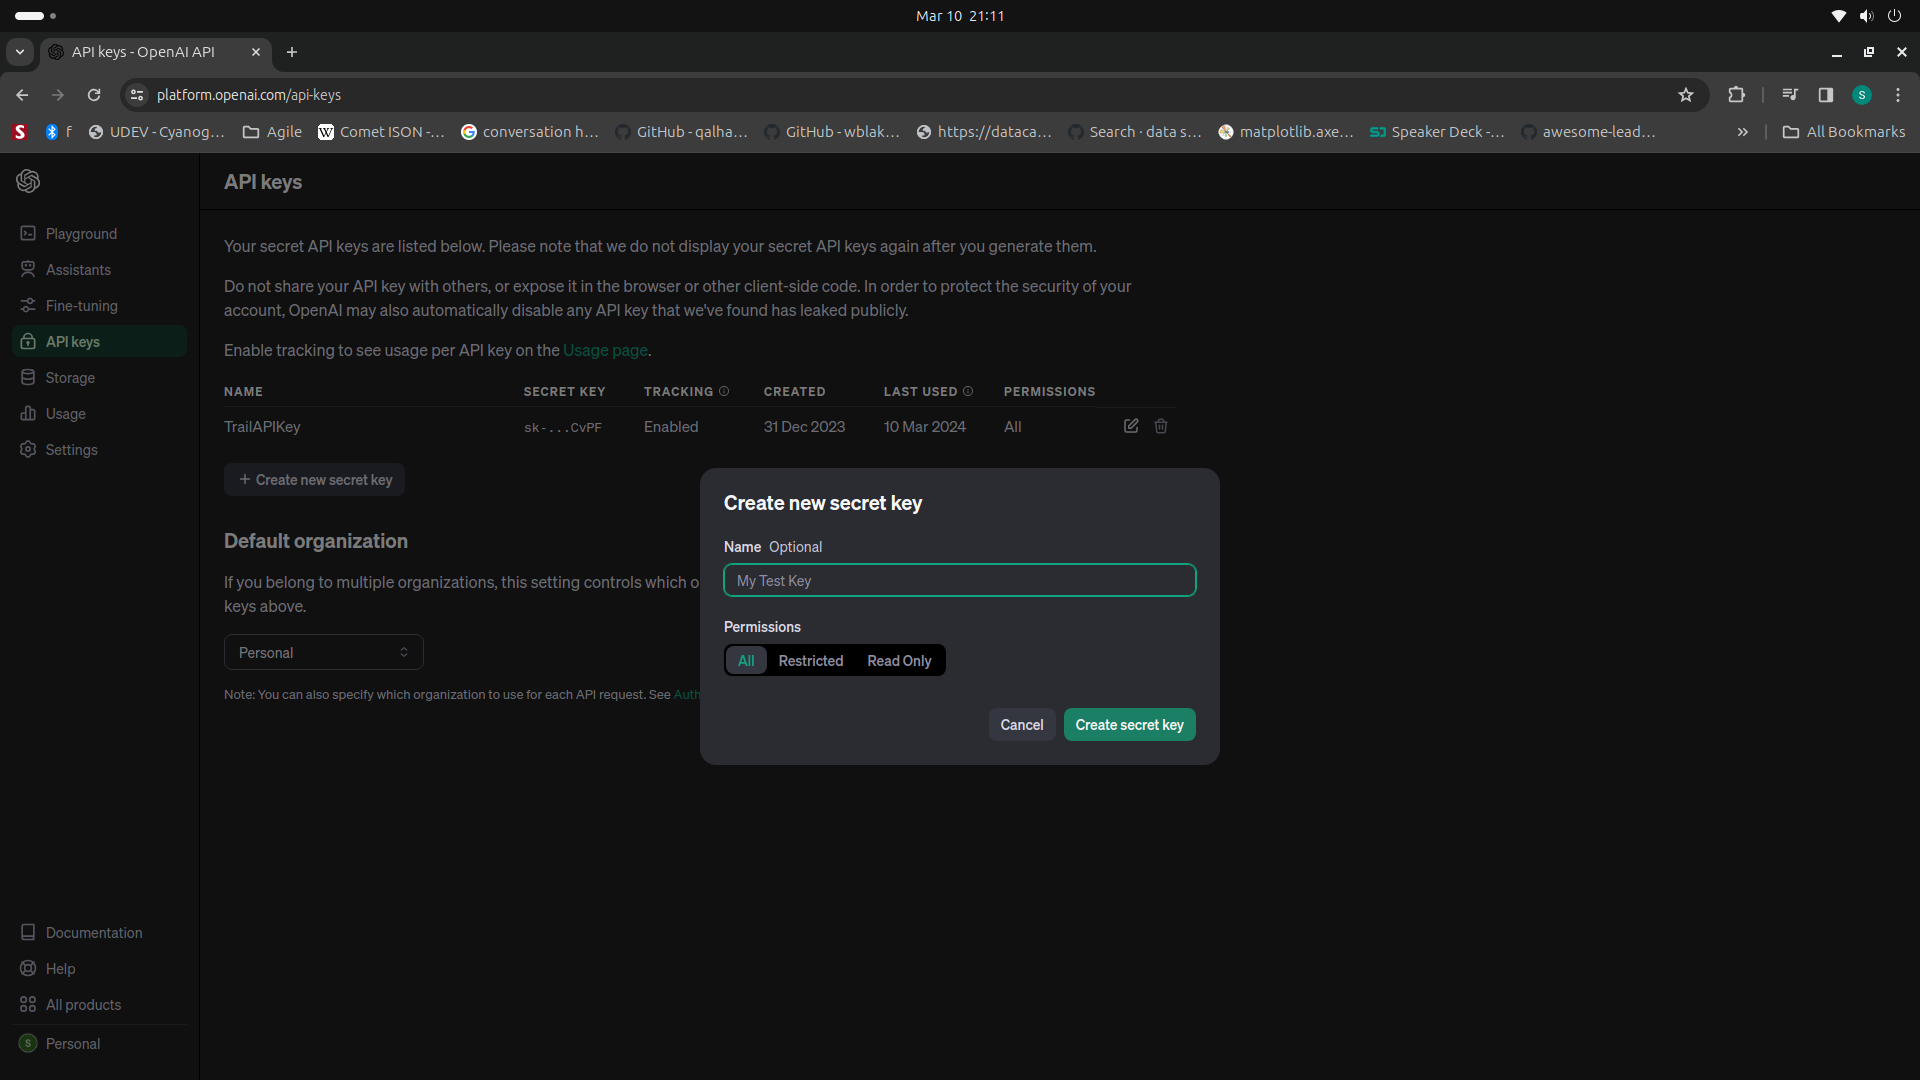 Mar 10 21:11
API keys - OpenAI API
platform.openai.com/api-keys
S
S
f
UDEV - Cyanog...
Agile
W
Comet ISON -...
G
conversation h...
GitHub - qalha...
GitHub - wblak...
https://dataca...
Search · data s...
matplotlib.axe...
Speaker Deck -...
awesome-lead...
»
All Bookmarks
API keys
Playground
Assistants
Fine-tuning
API keys
Storage
Usage
Settings
Your secret API keys are listed below. Please note that we do not display your secret API keys again after you generate them.
Do not share your API key with others, or expose it in the browser or other client-side code. In order to protect the security of your
account, OpenAI may also automatically disable any API key that we've found has leaked publicly.
Enable tracking to see usage per API key on the Usage page.
NAME SECRET KEY TRACKING CREATED LAST USED PERMISSIONS
TrailAPIKey sk-...CvPF Enabled 31 Dec 2023 10 Mar 2024 All
+ Create new secret key
Default organization
If you belong to multiple organizations, this setting controls which o
keys above.
Personal
Note: You can also specify which organization to use for each API request. See Auth
Create new secret key
Name Optional
My Test Key
Permissions
All Restricted Read Only
Cancel Create secret key
Documentation
Help
All products
S Personal